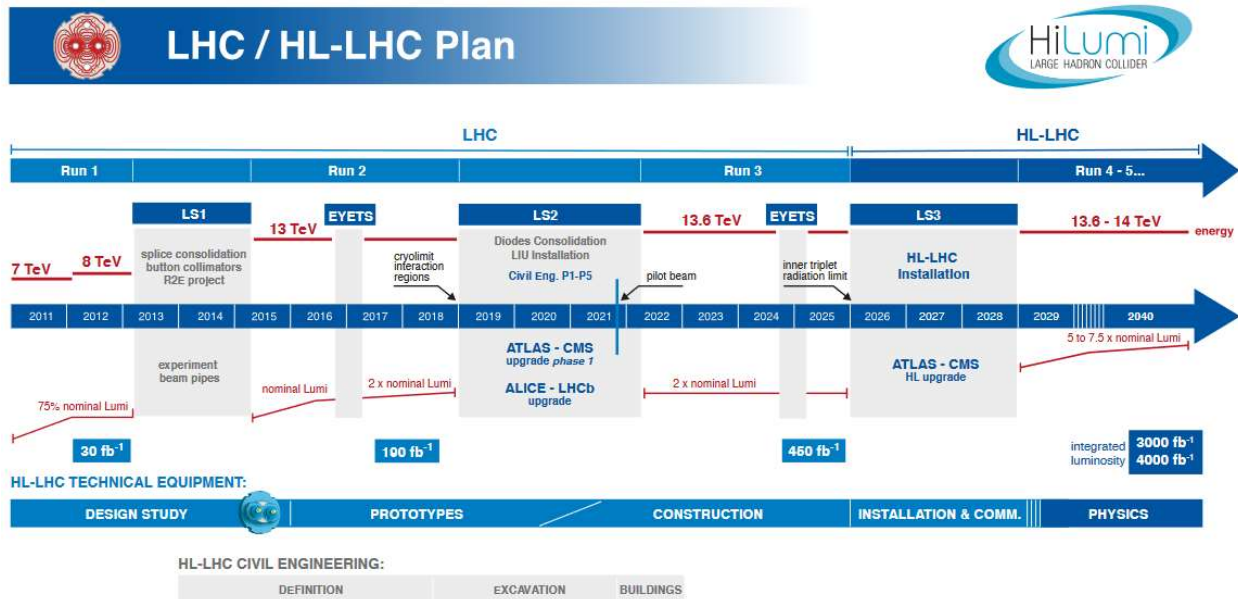 LHC / HL-LHC Plan
HiLumi
LARGE HADRON COLLIDER
LHC
HL-LHC
Run 1
Run 2
Run 3
Run 4 - 5...
LS1
EYETS
LS2
EYETS
LS3
13 TeV
13.6 TeV
13.6 - 14 TeV
energy
7 TeV
8 TeV
splice consolidation
button collimators
R2E project
cryolimit
interaction
regions
Diodes Consolidation
LIU Installation
Civil Eng. P1-P5
pilot beam
inner triplet
radiation limit
HL-LHC
Installation
2011 2012 2013 2014 2015 2016 2017 2018 2019 2020 2021 2022 2023 2024 2025 2026 2027 2028 2029 2040
5 to 7.5 x nominal Lumi
experiment
beam pipes
ATLAS - CMS
upgrade phase 1
ALICE - LHCb
upgrade
ATLAS - CMS
HL upgrade
75% nominal Lumi
nominal Lumi
2 x nominal Lumi
2 x nominal Lumi
30 fb⁻¹
190 fb⁻¹
450 fb⁻¹
integrated
luminosity
3000 fb⁻¹
4000 fb⁻¹
HL-LHC TECHNICAL EQUIPMENT:
DESIGN STUDY
PROTOTYPES
CONSTRUCTION
INSTALLATION & COMM.
PHYSICS
HL-LHC CIVIL ENGINEERING:
DEFINITION
EXCAVATION
BUILDINGS